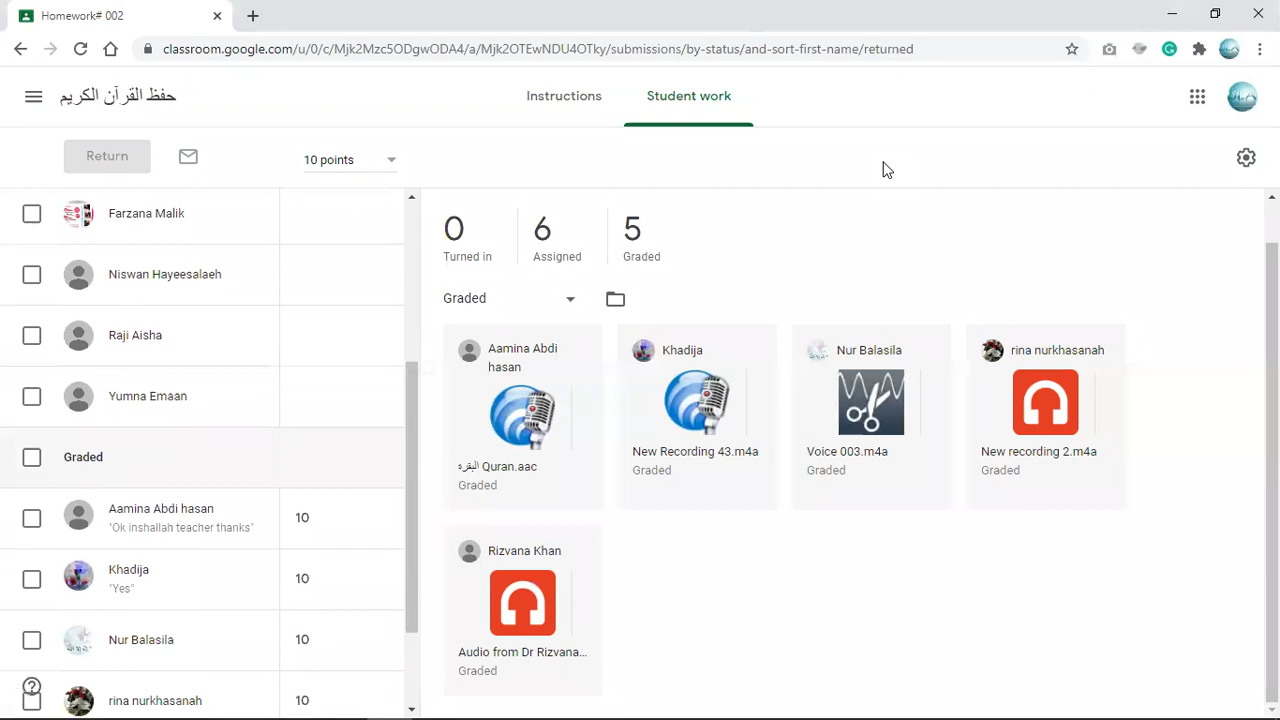 Homework# 002
classroom.google.com/u/0/c/Mjk2Mzc5ODgwODA4/a/Mjk2OTEwNDU4OTky/submissions/by-status/and-sort-first-name/returned
حفظ القرآن الكريم
Instructions
Student work
Return
10 points
Farzana Malik
Niswan Hayeesalaeh
Raji Aisha
Yumna Emaan
Graded
Aamina Abdi hasan
"Ok inshallah teacher thanks"
10
Khadija
"Yes"
10
Nur Balasila
10
rina nurkhasanah
10
0
Turned in
6
Assigned
5
Graded
Graded
Aamina Abdi
hasan
البقره Quran.aac
Graded
Khadija
New Recording 43.m4a
Graded
Nur Balasila
Voice 003.m4a
Graded
rina nurkhasanah
New recording 2.m4a
Graded
Rizvana Khan
Audio from Dr Rizvana...
Graded